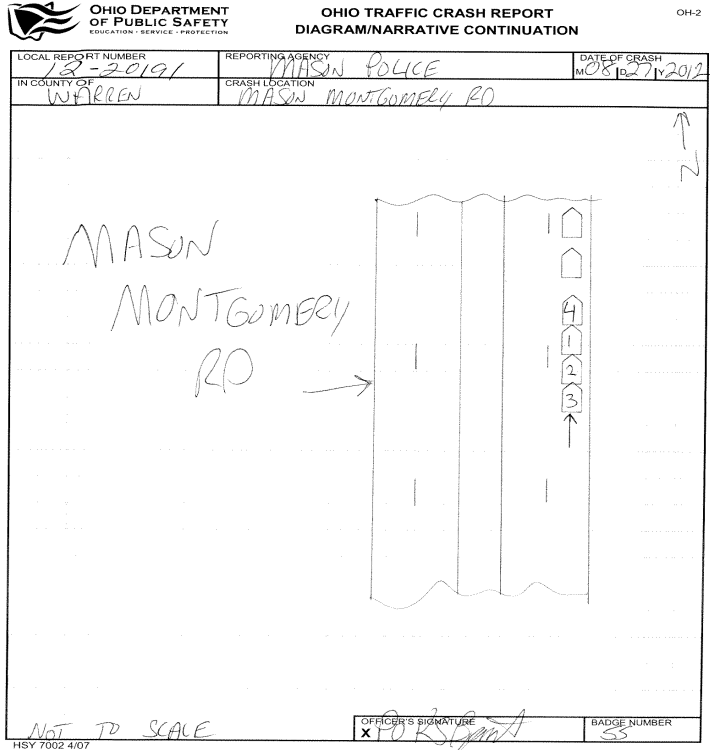 OHIO DEPARTMENT
OF PUBLIC SAFETY
EDUCATION • SERVICE • PROTECTION
OHIO TRAFFIC CRASH REPORT
DIAGRAM/NARRATIVE CONTINUATION
OH-2
LOCAL REPORT NUMBER
12-20191
REPORTING AGENCY
MASON POLICE
DATE OF CRASH
M 08 D 27 Y 2012
IN COUNTY OF
WARREN
CRASH LOCATION
MASON MONTGOMERY RD
N
MASON
MONTGOMERY
RD
4
1
2
3
NOT TO SCALE
OFFICER'S SIGNATURE
X PO
BADGE NUMBER
55
HSY 7002 4/07